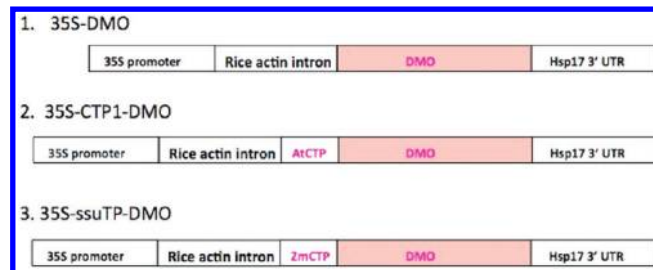 1. 35S-DMO
35S promoter Rice actin intron DMO Hsp17 3' UTR
2. 35S-CTP1-DMO
35S promoter Rice actin intron AtCTP DMO Hsp17 3' UTR
3. 35S-ssuTP-DMO
35S promoter Rice actin intron ZmCTP DMO Hsp17 3' UTR